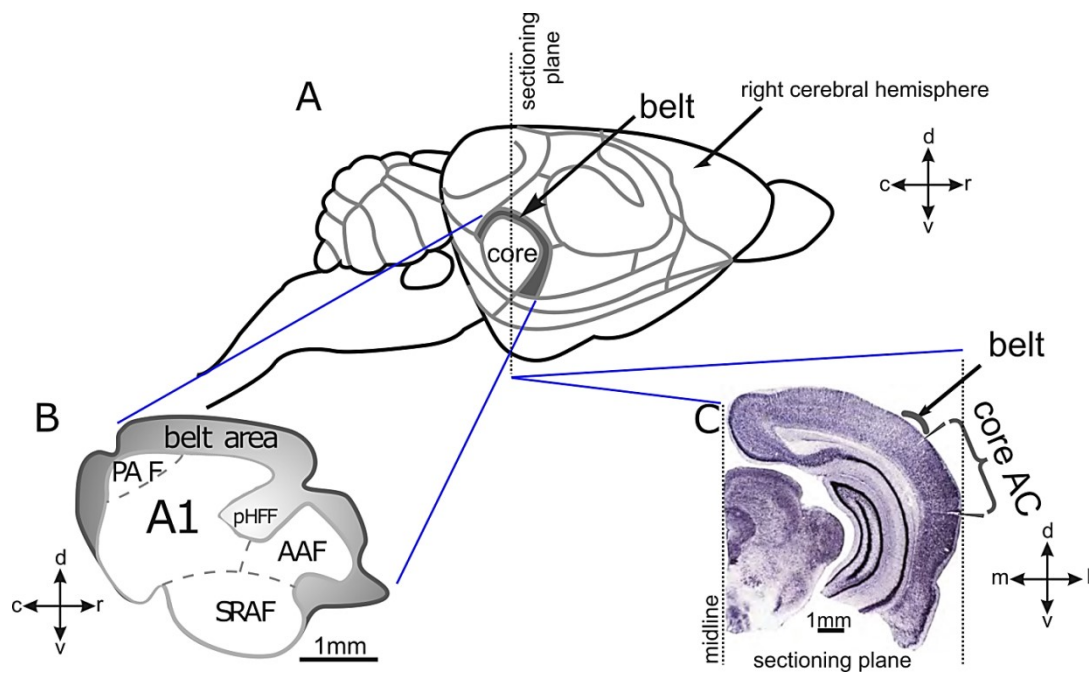 A
sectioning
plane
belt
right cerebral hemisphere
d
c r
v
core
B
belt area
PAF
A1
pHFF
AAF
SRAF
d
c r
v
1mm
belt
C
core AC
d
m l
v
midline
1mm
sectioning plane